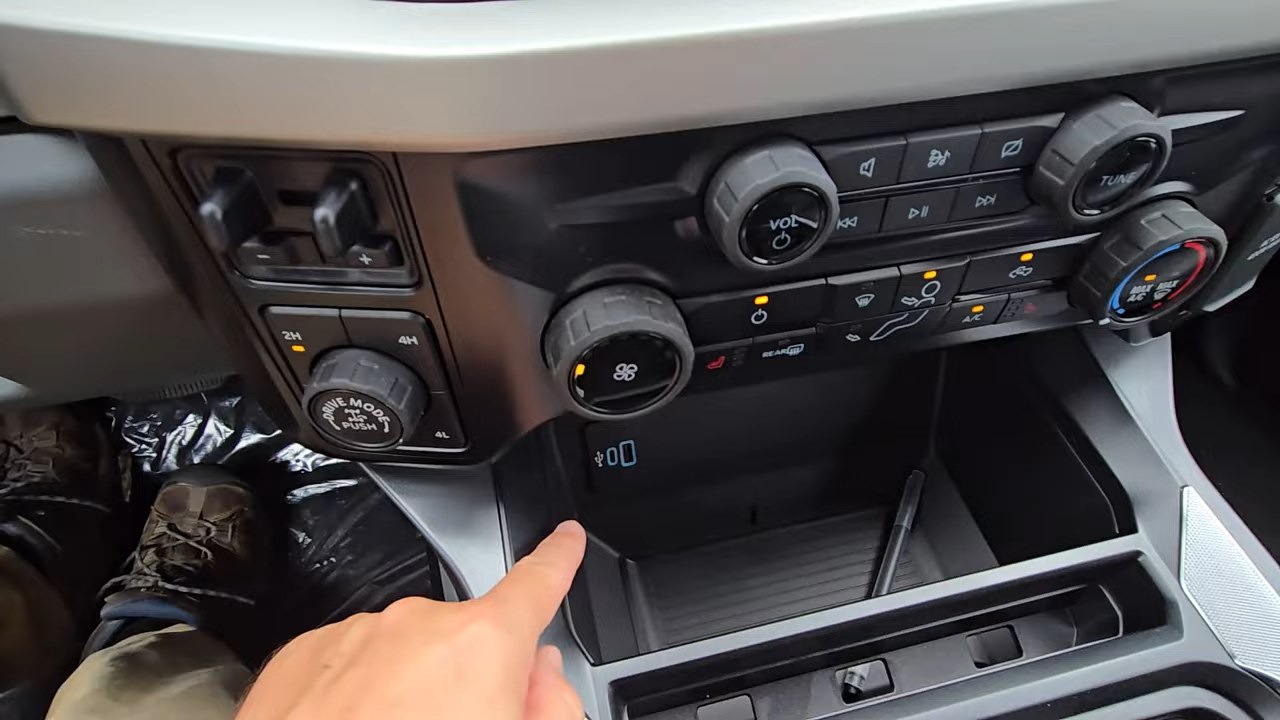 VOL
TUNE
MAX A/C
MAX
A/C
REAR
2H
4H
DRIVE MODE
PUSH
4L
- +